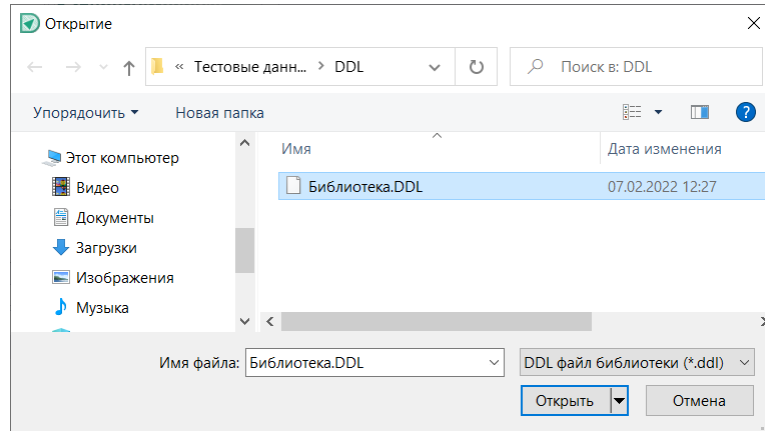 Открытие
« Тестовые данн... > DDL
Поиск в: DDL
Упорядочить
Новая папка
?
Этот компьютер
Видео
Документы
Загрузки
Изображения
Музыка
Имя
Дата изменения
Библиотека.DDL
07.02.2022 12:27
Имя файла: Библиотека.DDL
DDL файл библиотеки (*.ddl)
Открыть
Отмена